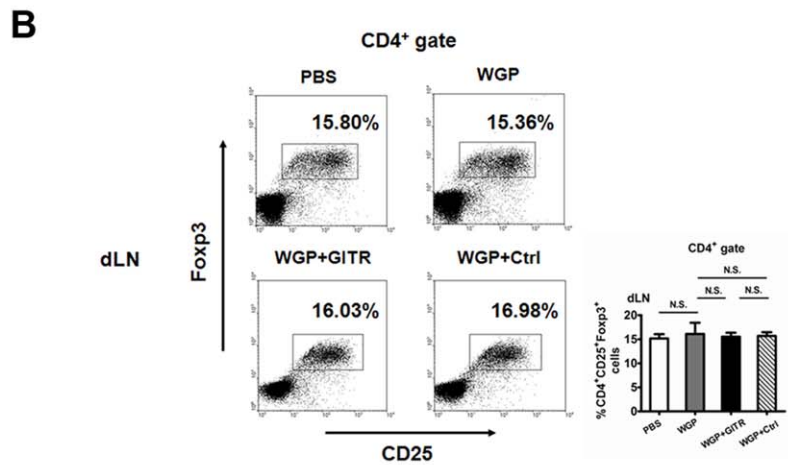 B
CD4⁺ gate
PBS
WGP
15.80%
15.36%
dLN
Foxp3
WGP+GITR
WGP+Ctrl
16.03%
16.98%
CD25
CD4⁺ gate
N.S.
N.S. N.S.
N.S.
dLN
% CD4⁺CD25⁺Foxp3⁺
cells
20
15
10
5
0
PBS
WGP
WGP+GITR
WGP+Ctrl